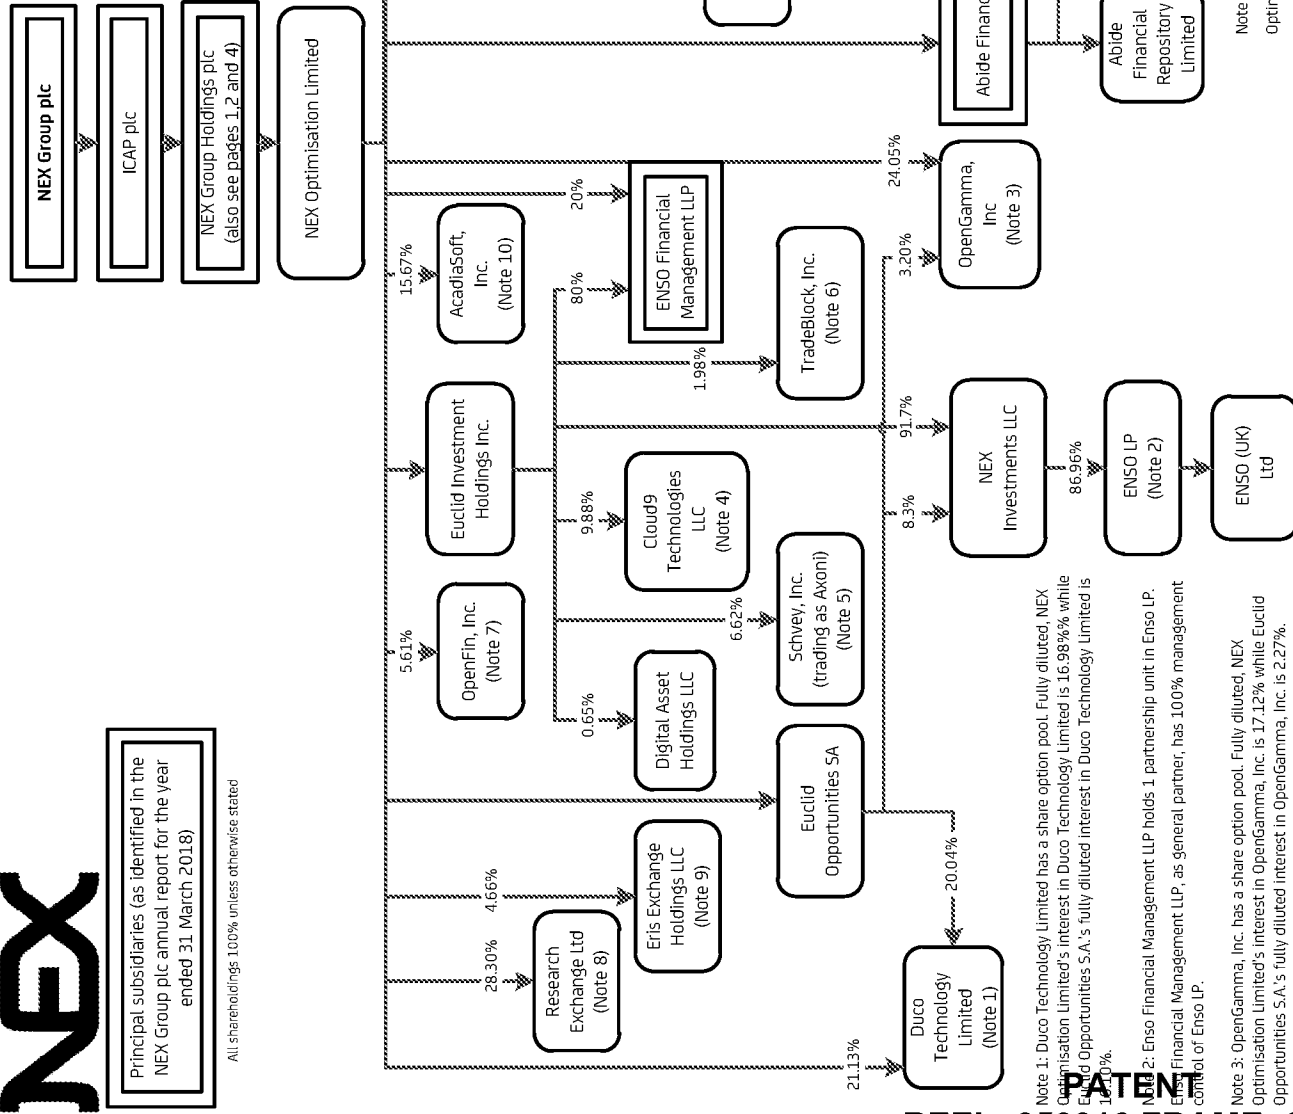 NEX
Principal subsidiaries (as identified in the
NEX Group plc annual report for the year
ended 31 March 2018)
All shareholdings 100% unless otherwise stated
NEX Group plc
ICAP plc
NEX Group Holdings plc
(also see pages 1,2 and 4)
NEX Optimisation Limited
21.13%
28.30%
4.66%
5.61%
15.67%
20%
24.05%
Research
Exchange Ltd
(Note 8)
Eris Exchange
Holdings LLC
(Note 9)
OpenFin, Inc.
(Note 7)
Euclid Investment
Holdings Inc.
AcadiaSoft,
Inc.
(Note 10)
0.65%
6.62%
9.88%
1.98%
80%
Digital Asset
Holdings LLC
Cloud9
Technologies
LLC
(Note 4)
ENSO Financial
Management LLP
Euclid
Opportunities SA
Schvey, Inc.
(trading as Axoni)
(Note 5)
TradeBlock, Inc.
(Note 6)
20.04%
8.3%
91.7%
3.20%
Duco
Technology
Limited
(Note 1)
NEX
Investments LLC
OpenGamma,
Inc
(Note 3)
Abide Financ
86.96%
ENSO LP
(Note 2)
Abide
Financial
Repository
Limited
ENSO (UK)
Ltd
Note 1: Duco Technology Limited has a share option pool. Fully diluted, NEX
Optimisation Limited's interest in Duco Technology Limited is 16.98%% while
Euclid Opportunities S.A.'s fully diluted interest in Duco Technology Limited is
Note 2: Enso Financial Management LLP holds 1 partnership unit in Enso LP.
Enso Financial Management LLP, as general partner, has 100% management
control of Enso LP.
Note 3: OpenGamma, Inc. has a share option pool. Fully diluted, NEX
Optimisation Limited's interest in OpenGamma, Inc. is 17.12% while Euclid
Opportunities S.A.'s fully diluted interest in OpenGamma, Inc. is 2.27%.
Note
Optin
PATENT